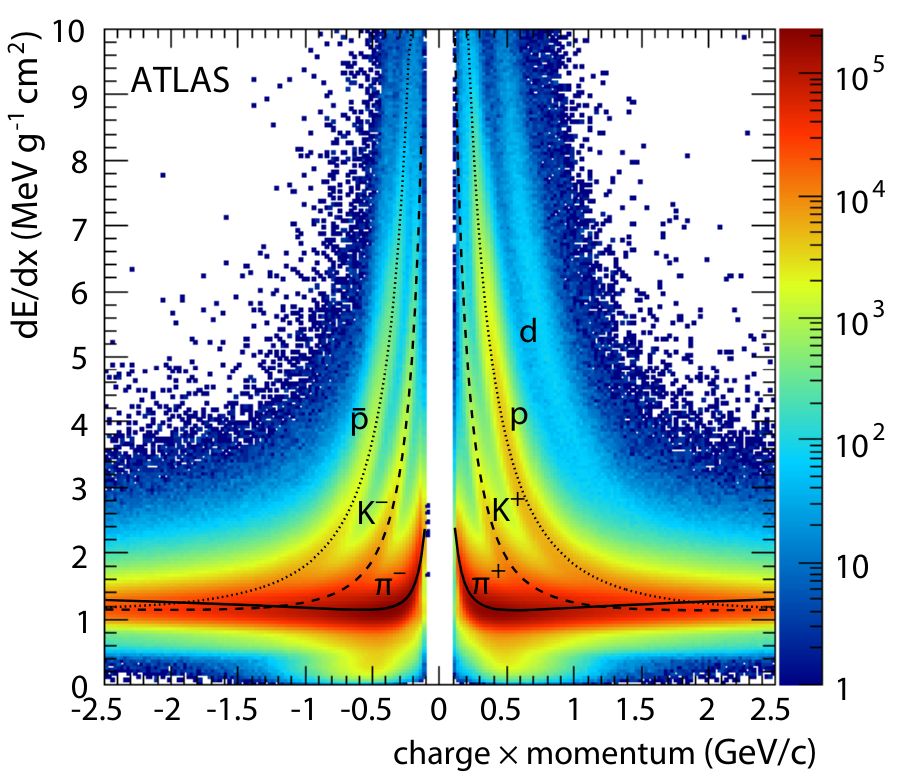 dE/dx (MeV g⁻¹ cm²)
10
9
8
7
6
5
4
3
2
1
0
ATLAS
d
p̄
p
K⁻
K⁺
π⁻
π⁺
-2.5 -2 -1.5 -1 -0.5 0 0.5 1 1.5 2 2.5
charge × momentum (GeV/c)
10⁵
10⁴
10³
10²
10
1